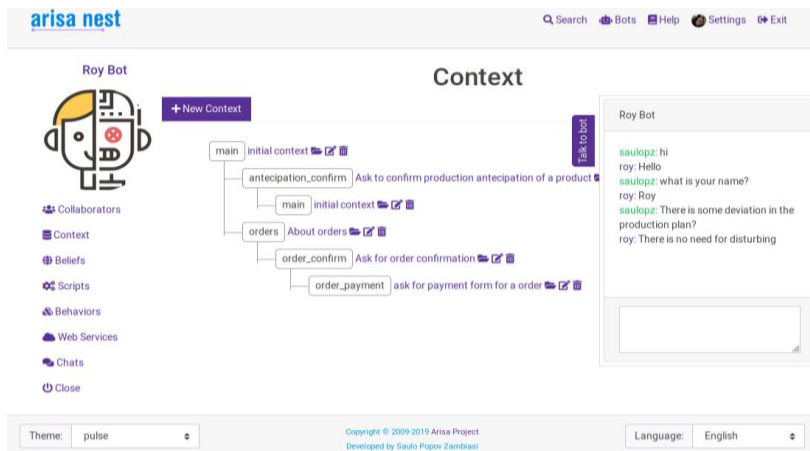 arisa nest
Search Bots Help Settings Exit
Roy Bot
Context
New Context
Talk to bot
main initial context
antecipation_confirm Ask to confirm production antecipation of a product
main initial context
orders About orders
order_confirm Ask for order confirmation
order_payment ask for payment form for a order
Collaborators
Context
Beliefs
Scripts
Behaviors
Web Services
Chats
Close
Roy Bot
saulopz: hi
roy: Hello
saulopz: what is your name?
roy: Roy
saulopz: There is some deviation in the
production plan?
roy: There is no need for disturbing
Theme: pulse
Copyright © 2009-2019 Arisa Project
Developed by Saulo Popov Zambiasi
Language: English